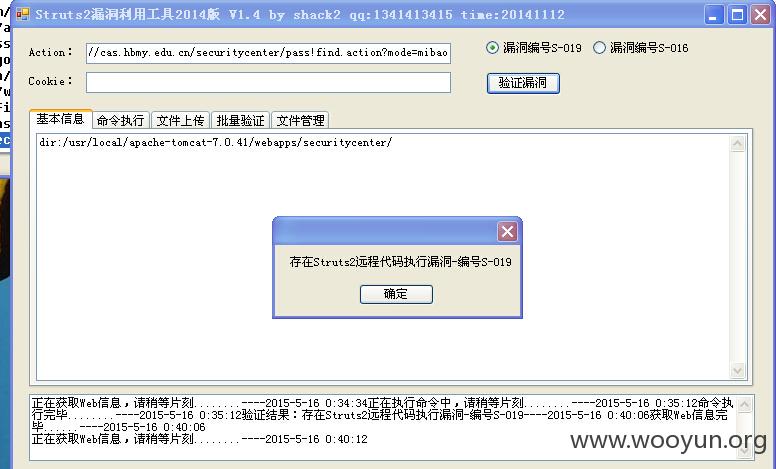 Struts2漏洞利用工具2014版 V1.4 by shack2 qq:1341413415 time:20141112
Action： //cas.hbmy.edu.cn/securitycenter/pass!find.action?mode=mibao
漏洞编号S-019 漏洞编号S-016
Cookie：
验证漏洞
基本信息 命令执行 文件上传 批量验证 文件管理
dir:/usr/local/apache-tomcat-7.0.41/webapps/securitycenter/
存在Struts2远程代码执行漏洞-编号S-019
确定
正在获取Web信息，请稍等片刻........----2015-5-16 0:34:34正在执行命令中，请稍等片刻........----2015-5-16 0:35:12命令执
行完毕........----2015-5-16 0:35:12验证结果：存在Struts2远程代码执行漏洞-编号S-019----2015-5-16 0:40:06获取Web信息完
毕......----2015-5-16 0:40:06
正在获取Web信息，请稍等片刻........----2015-5-16 0:40:12
www.wooyun.org